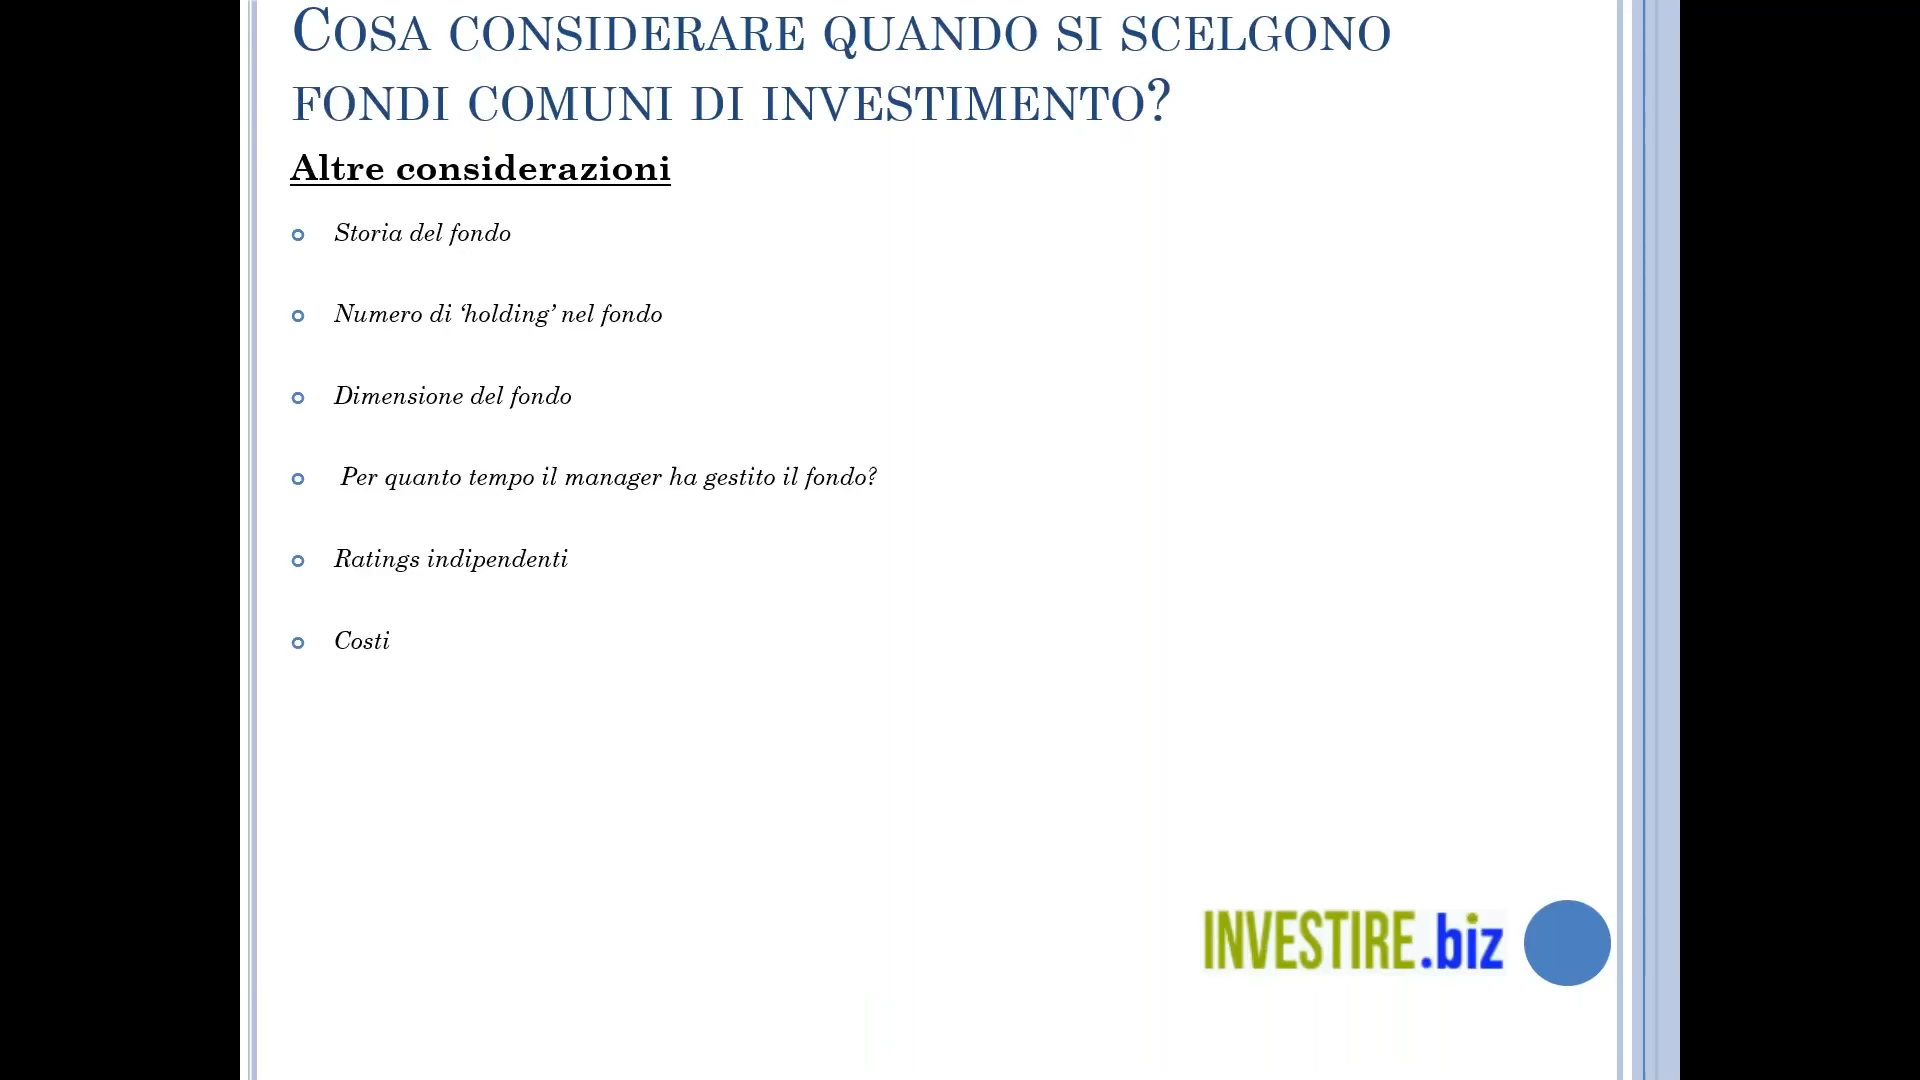 Cosa considerare quando si scelgono
fondi comuni di investimento?
Altre considerazioni
Storia del fondo
Numero di ‘holding’ nel fondo
Dimensione del fondo
Per quanto tempo il manager ha gestito il fondo?
Ratings indipendenti
Costi
INVESTIRE.biz